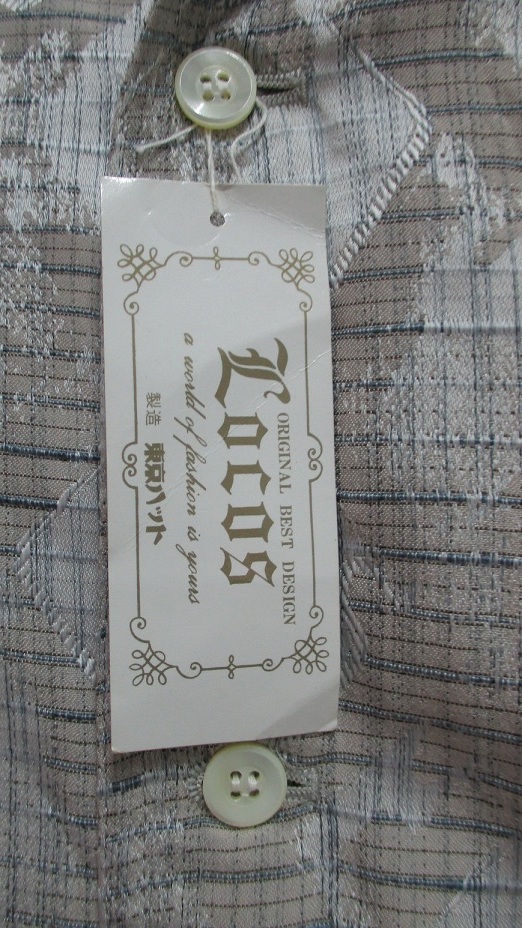 ORIGINAL BEST DESIGN
Locos
a world of fashion is yours
製造 東京ハット